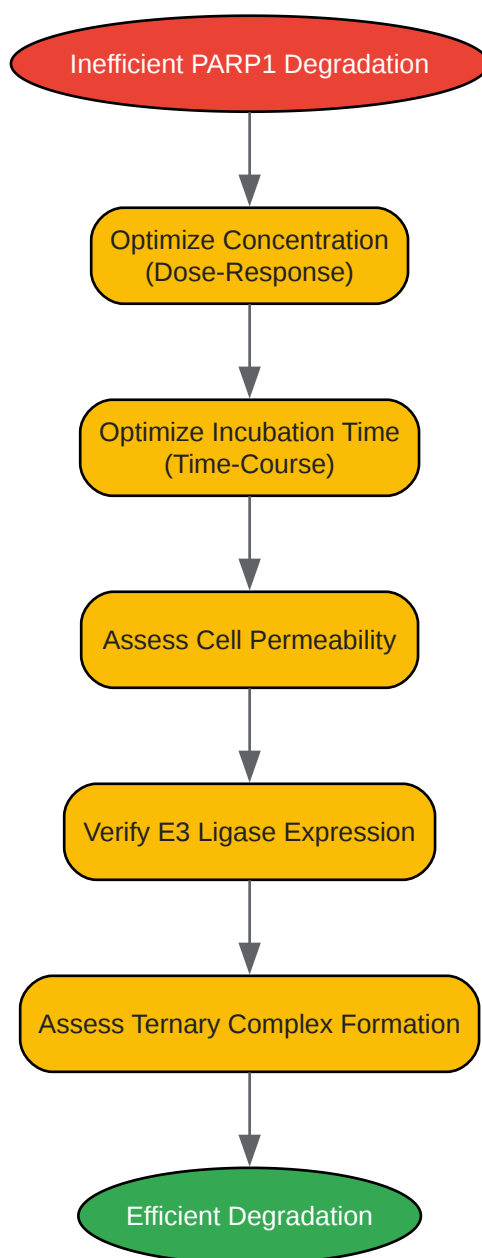 Inefficient PARP1 Degradation
Optimize Concentration
(Dose-Response)
Optimize Incubation Time
(Time-Course)
Assess Cell Permeability
Verify E3 Ligase Expression
Assess Ternary Complex Formation
Efficient Degradation